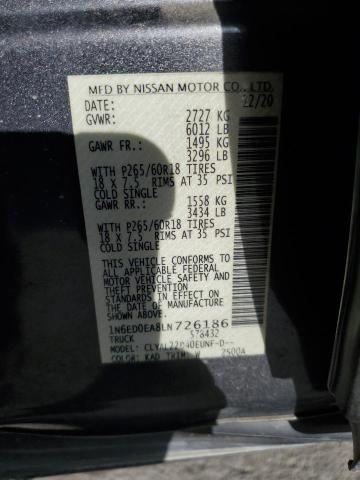 MFD BY NISSAN MOTOR CO., LTD.
DATE: 12/20
GVWR: 2727 KG
6012 LB
GAWR FR.: 1495 KG
3296 LB
WITH P265/60R18 TIRES
18 X 7.5 RIMS AT 35 PSI
COLD SINGLE
GAWR RR.: 1558 KG
3434 LB
WITH P265/60R18 TIRES
18 X 7.5 RIMS AT 35 PSI
COLD SINGLE
THIS VEHICLE CONFORMS TO
ALL APPLICABLE FEDERAL
MOTOR VEHICLE SAFETY
STANDARDS IN EFFECT ON
THE DATE OF MANUFACTURE
SHOWN ABOVE.
1N6ED0EA8LN726186
TRUCK 576432
MODEL:
COLOR: KAD TRIM: W 2500A